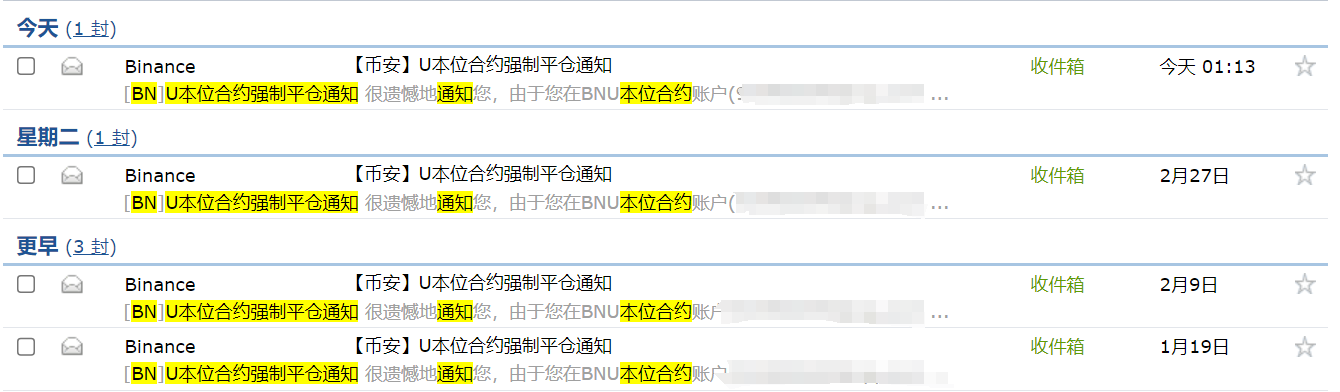 今天 (1 封)
Binance 【币安】U本位合约强制平仓通知 收件箱 今天 01:13
[BN]U本位合约强制平仓通知 很遗憾地通知您，由于您在BNU本位合约账户( ...
星期二 (1 封)
Binance 【币安】U本位合约强制平仓通知 收件箱 2月27日
[BN]U本位合约强制平仓通知 很遗憾地通知您，由于您在BNU本位合约账户( ...
更早 (3 封)
Binance 【币安】U本位合约强制平仓通知 收件箱 2月9日
[BN]U本位合约强制平仓通知 很遗憾地通知您，由于您在BNU本位合约账户 ...
Binance 【币安】U本位合约强制平仓通知 收件箱 1月19日
[BN]U本位合约强制平仓通知 很遗憾地通知您，由于您在BNU本位合约账户